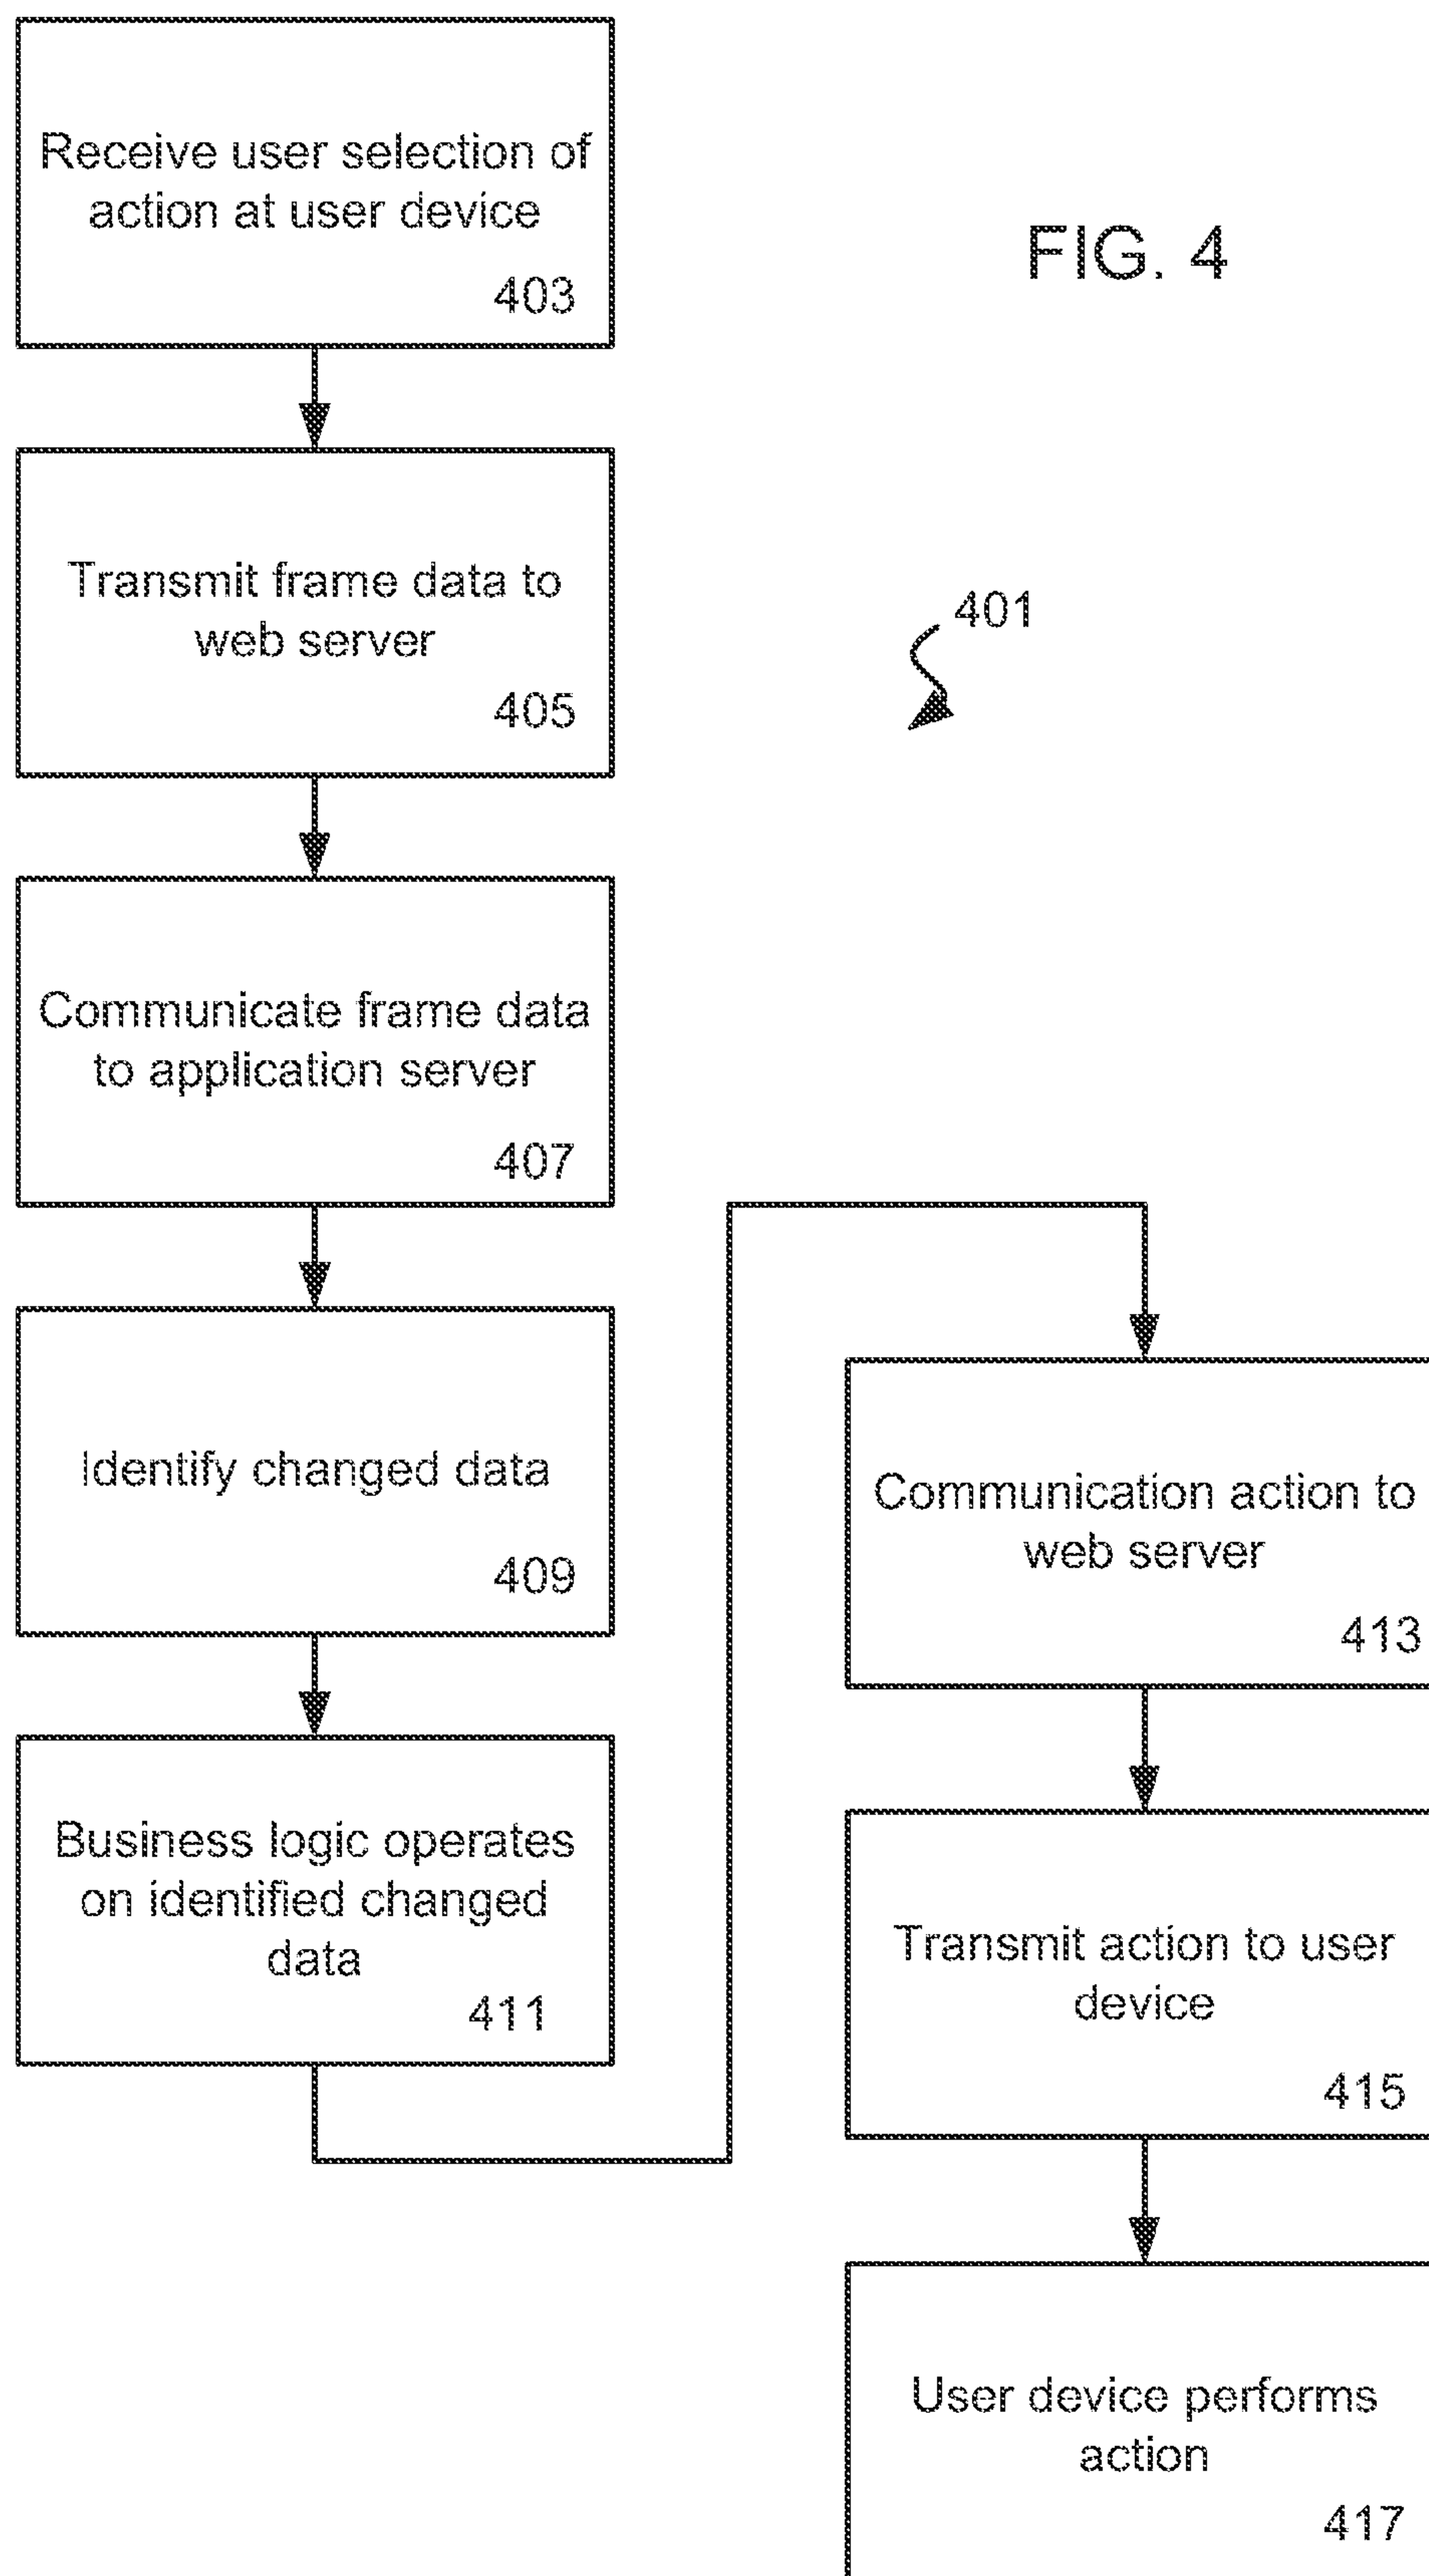 Receive user selection of
action at user device
403
FIG. 4
Transmit frame data to
web server
405
401
Communicate frame data
to application server
407
Identify changed data
409
Business logic operates
on identified changed
data
411
Communication action to
web server
413
Transmit action to user
device
415
User device performs
action
417